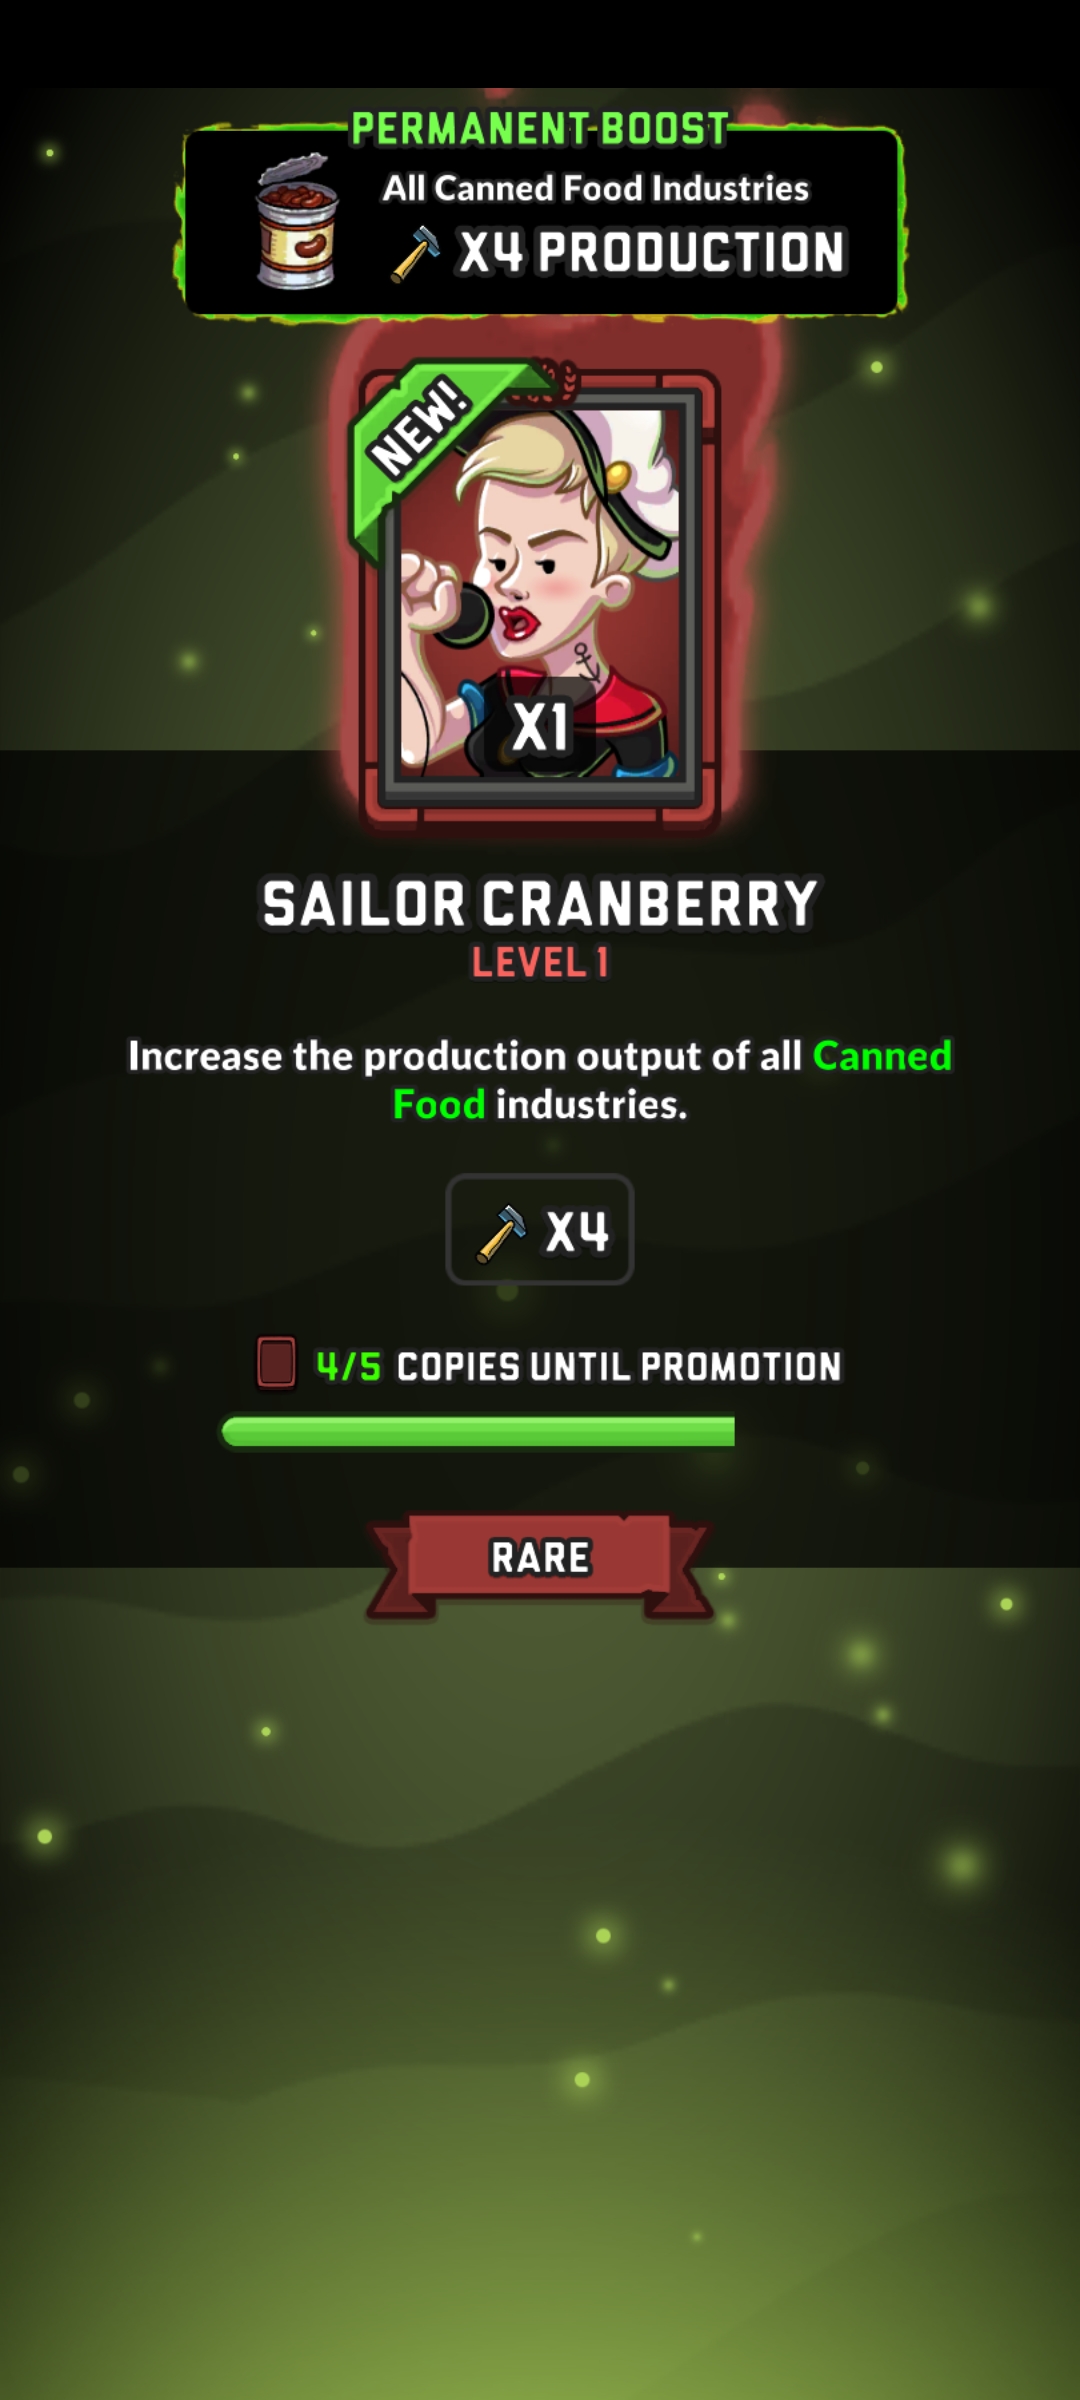 PERMANENT BOOST
All Canned Food Industries
X4 PRODUCTION
NEW!
X1
SAILOR CRANBERRY
LEVEL 1
Increase the production output of all Canned
Food industries.
X4
4/5 COPIES UNTIL PROMOTION
RARE